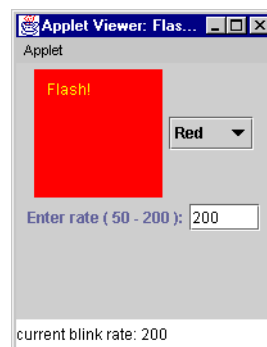 Applet Viewer: Flas...
Applet
Flash!
Red
Enter rate ( 50 - 200 ): 200
current blink rate: 200